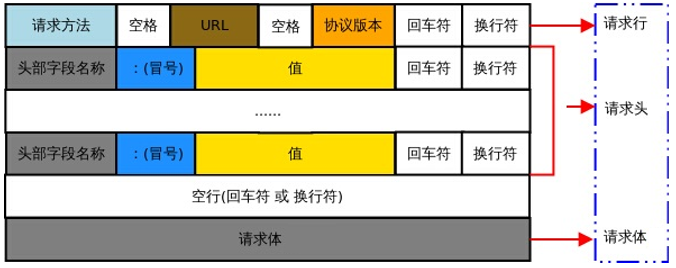 请求方法 空格 URL 空格 协议版本 回车符 换行符 请求行
头部字段名称 ：(冒号) 值 回车符 换行符
...... 请求头
头部字段名称 ：(冒号) 值 回车符 换行符
空行(回车符 或 换行符)
请求体 请求体